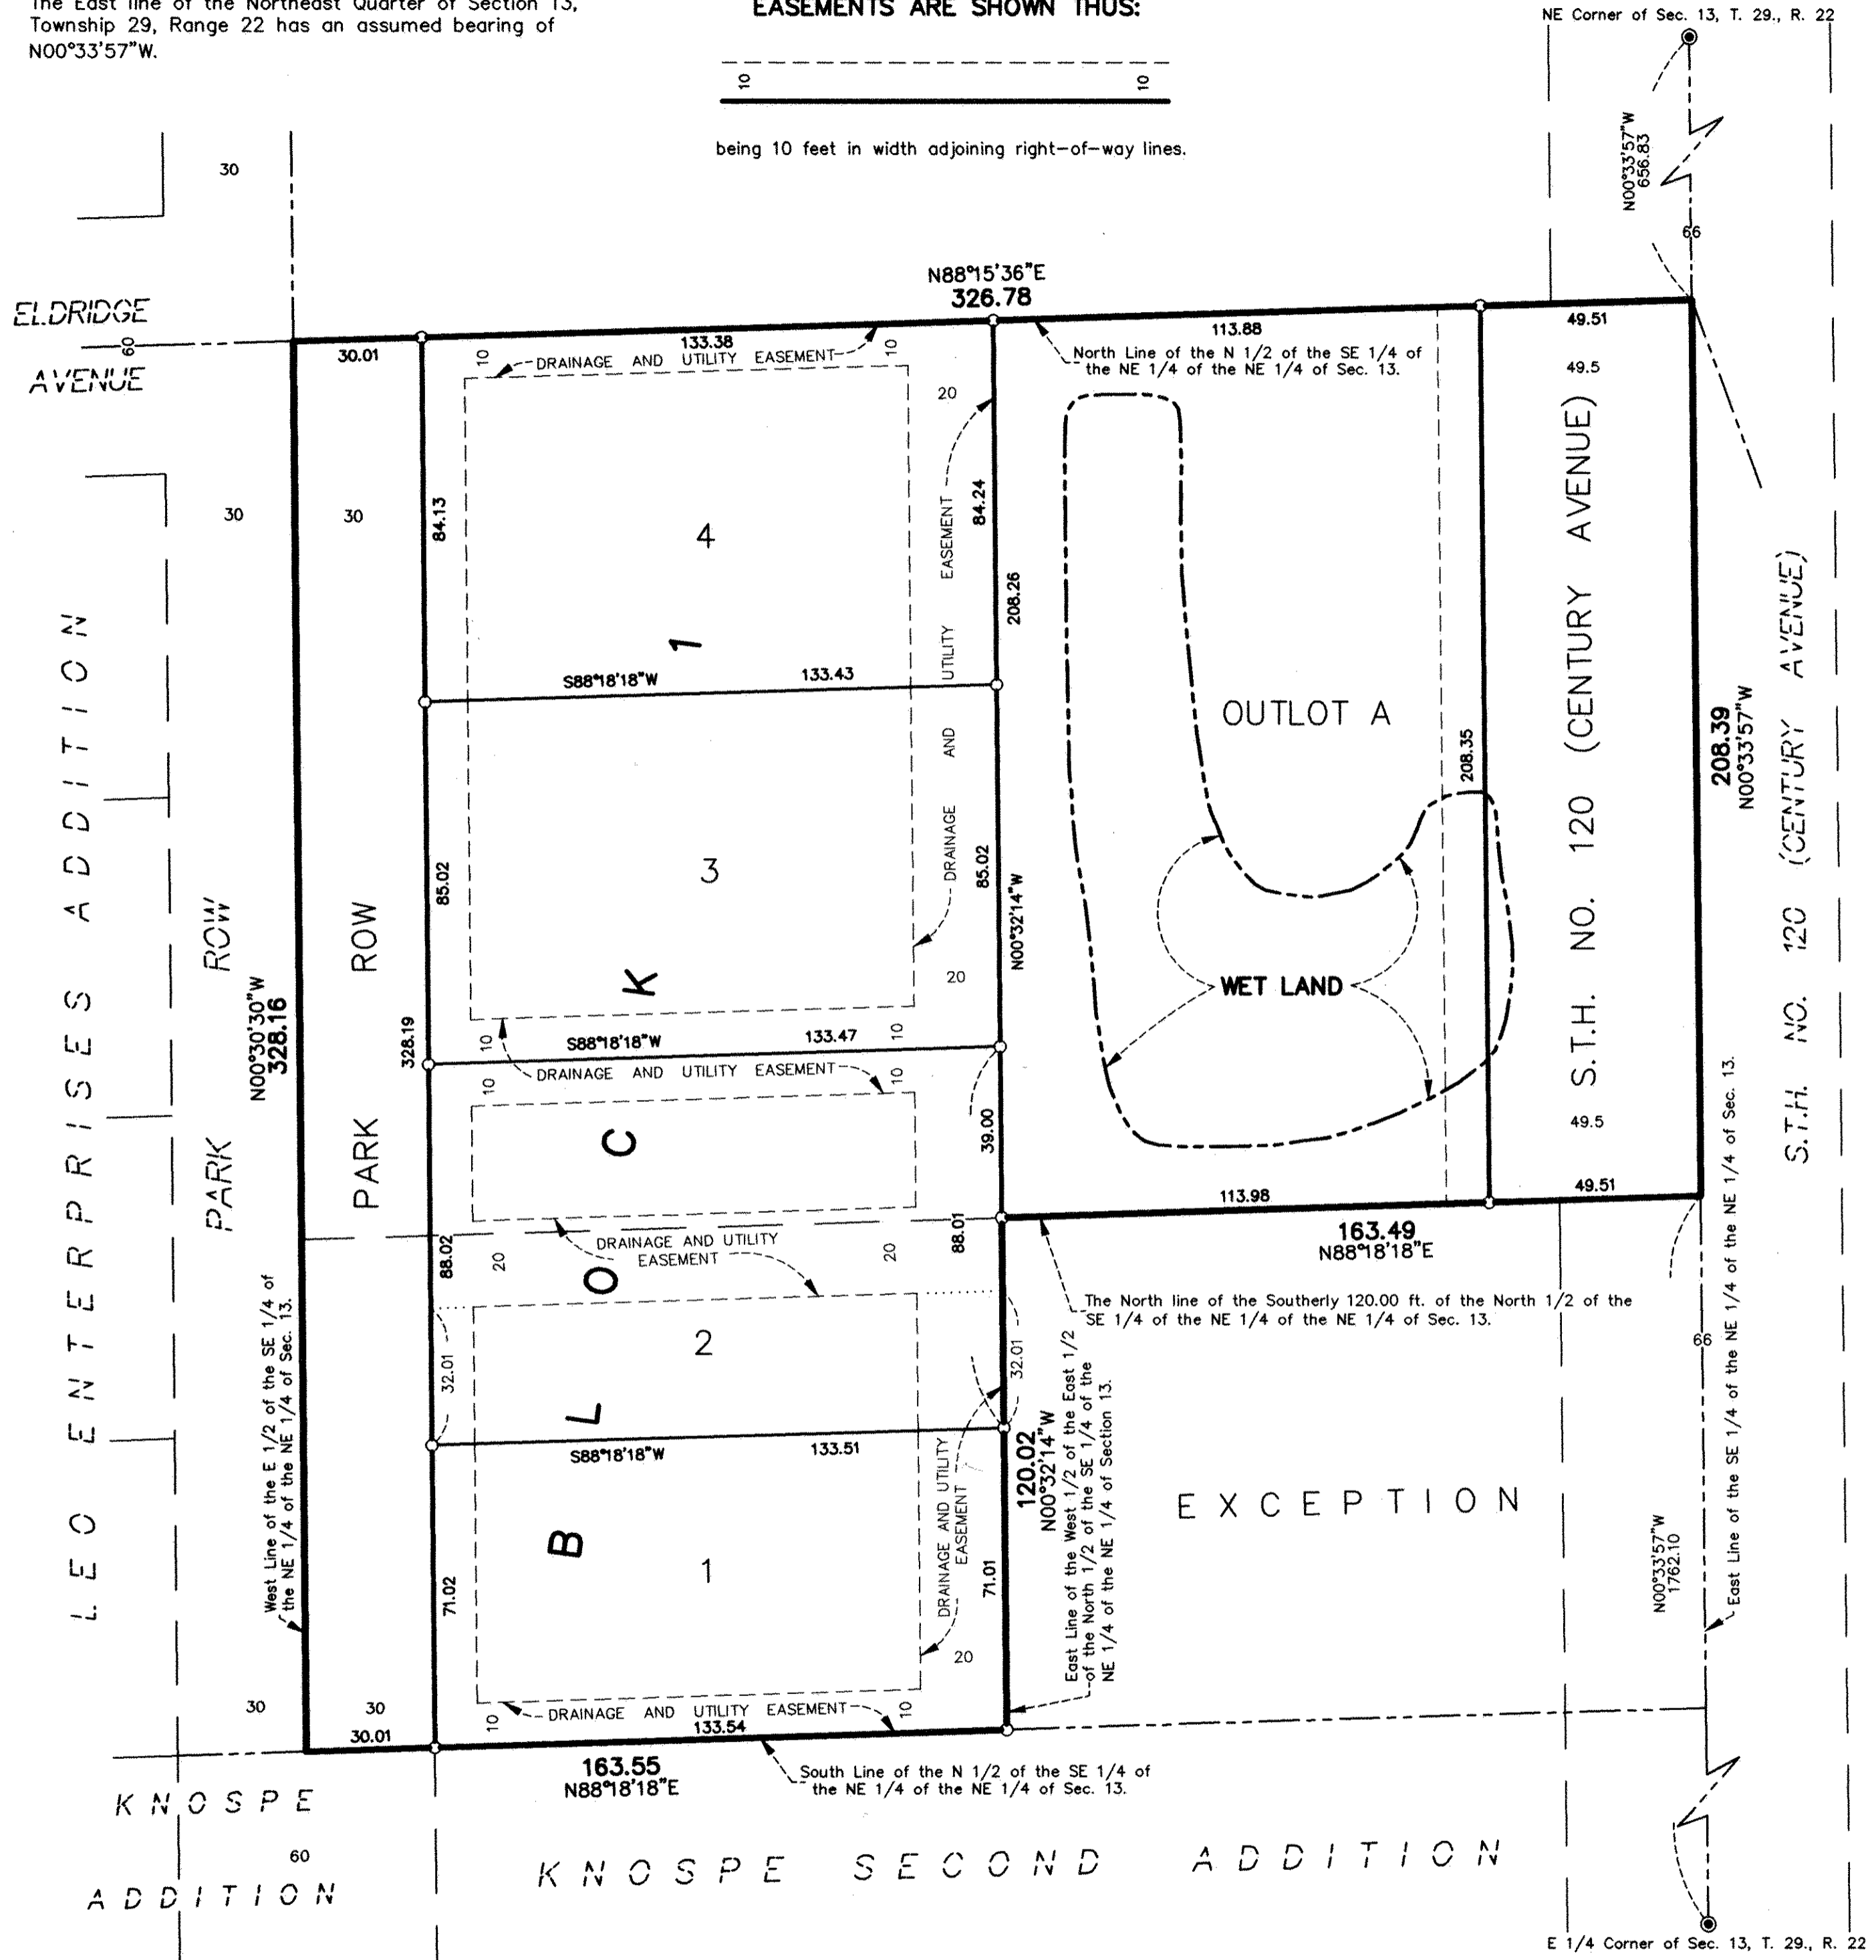 The East line of the Northeast Quarter of Section 13,
Township 29, Range 22 has an assumed bearing of
N00°33'57"W.
EASEMENTS ARE SHOWN THUS:
10
10
being 10 feet in width adjoining right-of-way lines.
NE Corner of Sec. 13, T. 29., R. 22
N00°33'57"W
656.83
66
30
ELDRIDGE
60
AVENUE
N88°15'36"E
326.78
30.01
133.38
113.88
49.51
10
DRAINAGE AND UTILITY EASEMENT
10
North Line of the N 1/2 of the SE 1/4 of
the NE 1/4 of the NE 1/4 of Sec. 13.
49.5
20
30
30
84.13
4
DRAINAGE AND UTILITY EASEMENT
84.24
208.26
1
S88°18'18"W
133.43
OUTLOT A
208.35
S.T.H. NO. 120 (CENTURY AVENUE)
208.39
N00°33'57"W
S.T.H. NO. 120 (CENTURY AVENUE)
LEO ENTERPRISES ADDITION
PARK ROW
PARK ROW
N00°30'30"W
328.16
328.19
85.02
3
85.02
N00°32'14"W
20
K
WET LAND
10
S88°18'18"W
133.47
10
10
DRAINAGE AND UTILITY EASEMENT
10
C
39.00
49.5
113.98
49.51
163.49
N88°18'18"E
88.02
20
DRAINAGE AND UTILITY
EASEMENT
20
88.01
O
The North line of the Southerly 120.00 ft. of the North 1/2 of the
SE 1/4 of the NE 1/4 of the NE 1/4 of Sec. 13.
32.01
2
32.01
66
East Line of the SE 1/4 of the NE 1/4 of the NE 1/4 of Sec. 13.
L
S88°18'18"W
133.51
West Line of the E 1/2 of the SE 1/4 of
the NE 1/4 of the NE 1/4 of Sec. 13.
120.02
N00°32'14"W
East Line of the West 1/2 of the East 1/2
of the North 1/2 of the SE 1/4 of the
NE 1/4 of the NE 1/4 of Section 13.
EXCEPTION
B
1
71.02
DRAINAGE AND UTILITY
EASEMENT
71.01
20
N00°33'57"W
1762.10
30
30
30.01
10
DRAINAGE AND UTILITY EASEMENT
10
133.54
163.55
N88°18'18"E
South Line of the N 1/2 of the SE 1/4 of
the NE 1/4 of the NE 1/4 of Sec. 13.
KNOSPE
60
ADDITION
KNOSPE SECOND ADDITION
E 1/4 Corner of Sec. 13, T. 29., R. 22